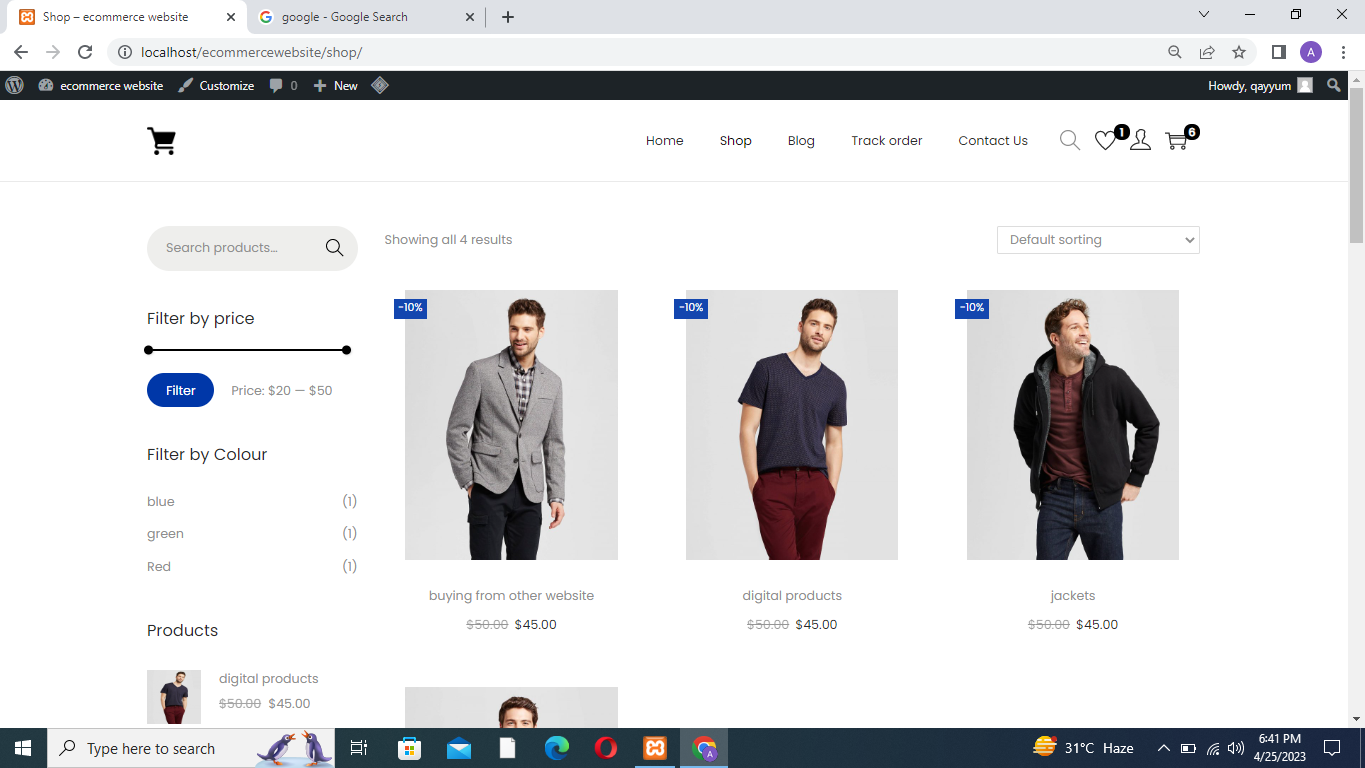 Shop – ecommerce website
google - Google Search
localhost/ecommercewebsite/shop/
A
ecommerce website
Customize
0
New
Howdy, qayyum
Home
Shop
Blog
Track order
Contact Us
1
6
Search products…
Showing all 4 results
Default sorting
Filter by price
Filter
Price: $20 — $50
Filter by Colour
blue (1)
green (1)
Red (1)
Products
digital products
$50.00 $45.00
-10%
-10%
-10%
buying from other website
$50.00 $45.00
digital products
$50.00 $45.00
jackets
$50.00 $45.00
Type here to search
A
31°C Haze
6:41 PM
4/25/2023